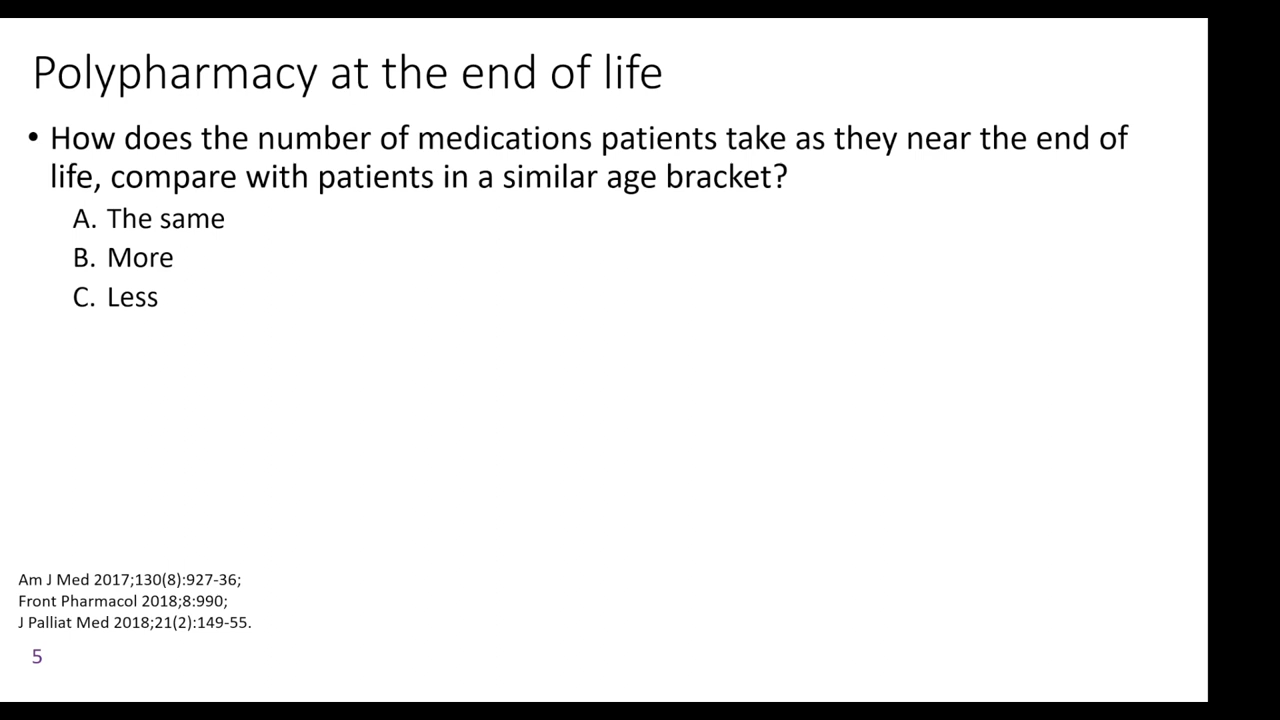 Polypharmacy at the end of life
• How does the number of medications patients take as they near the end of
life, compare with patients in a similar age bracket?
A. The same
B. More
C. Less
Am J Med 2017;130(8):927-36;
Front Pharmacol 2018;8:990;
J Palliat Med 2018;21(2):149-55.
5